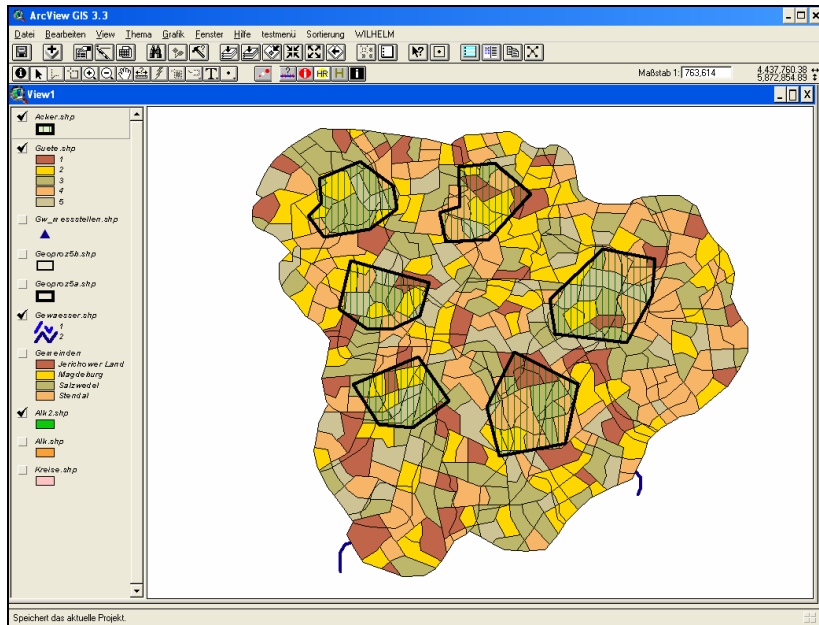 ArcView GIS 3.3
Datei Bearbeiten View Thema Grafik Fenster Hilfe testmenü Sortierung WILHELM
Maßstab 1: 763,614
4.437.760.38
5.872.854.89
HR H
View1
Acker.shp
Guete.shp
1
2
3
4
5
Gw_messstellen.shp
Geoproz5b.shp
Geoproz5a.shp
Gewaesser.shp
1
2
Gemeinden
Jerichower Land
Magdeburg
Salzwedel
Stendal
Alk2.shp
Alk.shp
Kreise.shp
Speichert das aktuelle Projekt.